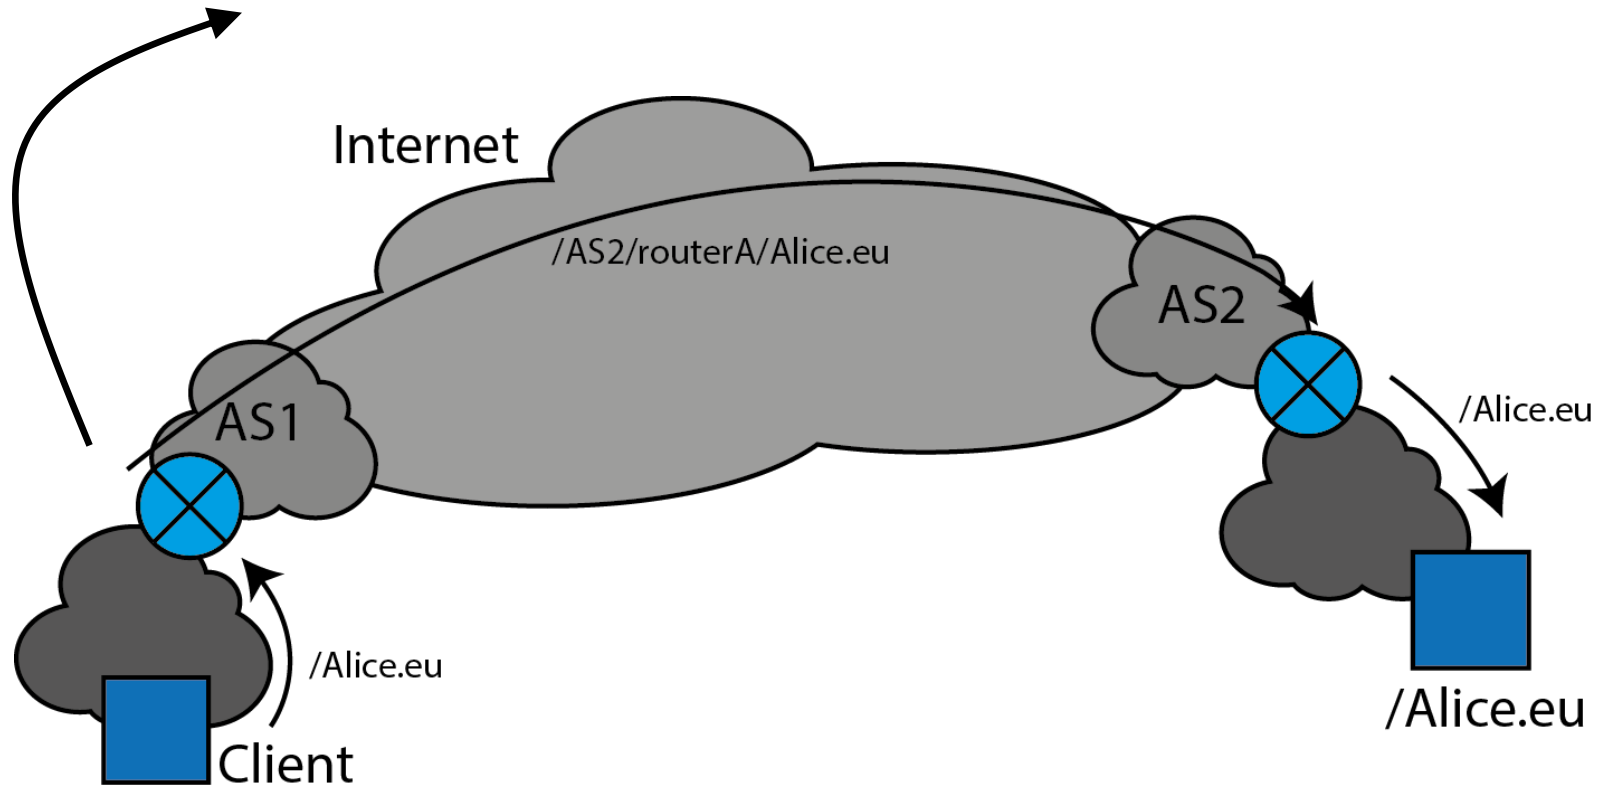 Internet
/AS2/routerA/Alice.eu
AS2
AS1
/Alice.eu
/Alice.eu
/Alice.eu
Client